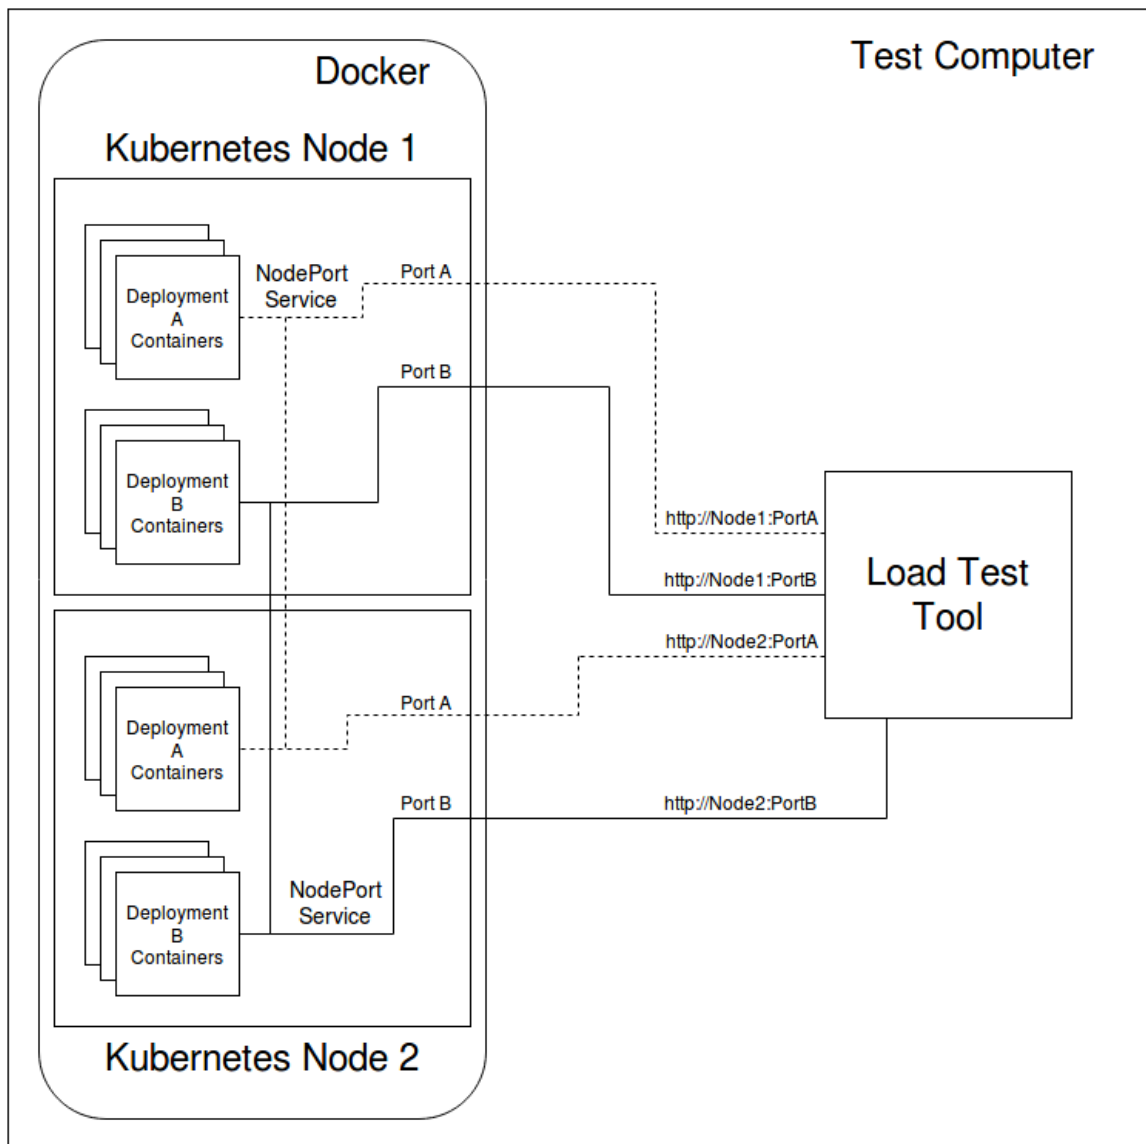 Test Computer
Docker
Kubernetes Node 1
Deployment
A
Containers
NodePort
Service
Port A
Port B
Deployment
B
Containers
http://Node1:PortA
http://Node1:PortB
http://Node2:PortA
Load Test
Tool
Deployment
A
Containers
Port A
Port B
http://Node2:PortB
Deployment
B
Containers
NodePort
Service
Kubernetes Node 2